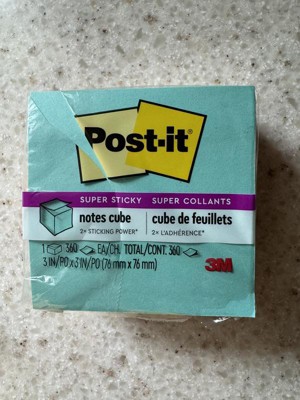 Post-it
SUPER STICKY SUPER COLLANTS
notes cube cube de feuillets
2x STICKING POWER* 2x L'ADHÉRENCE*
1 360 EA/CH. TOTAL/CONT. 360
3 IN/PO x 3 IN/PO (76 mm x 76 mm)
3M